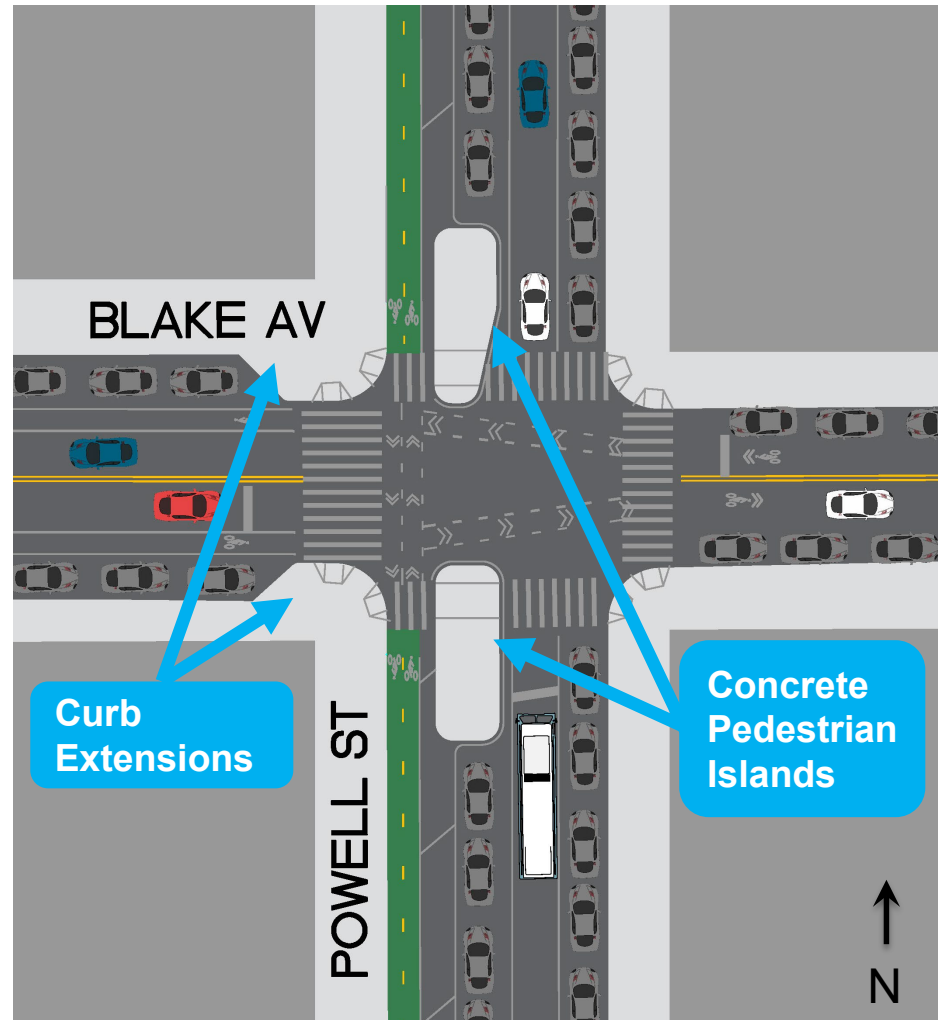 BLAKE AV
Curb
Extensions
POWELL ST
Concrete
Pedestrian
Islands
N